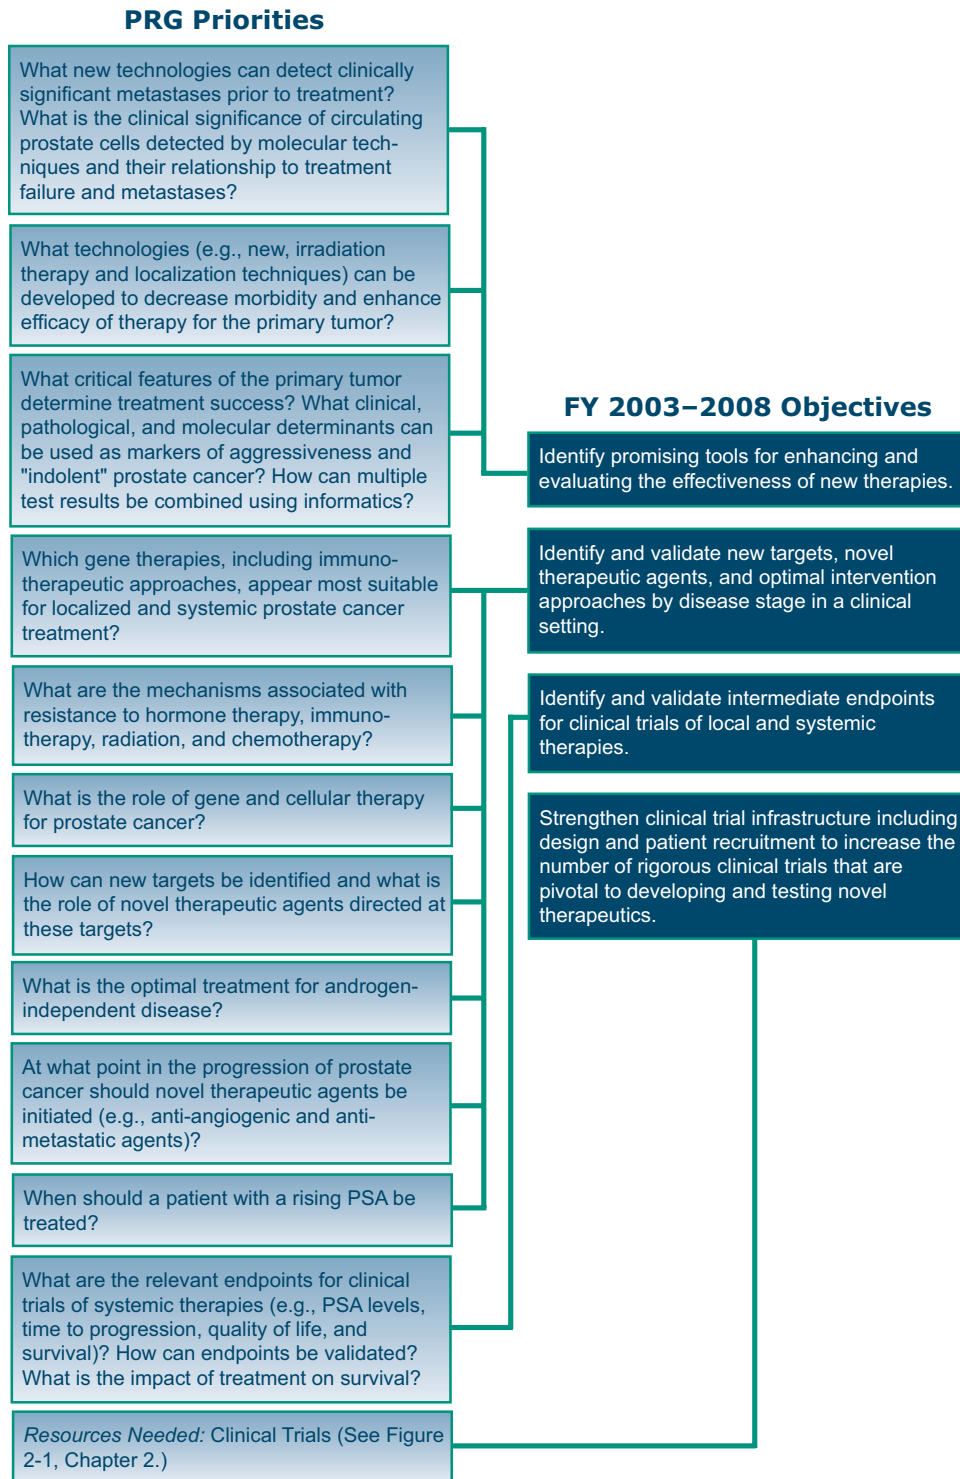 PRG Priorities
What new technologies can detect clinically
significant metastases prior to treatment?
What is the clinical significance of circulating
prostate cells detected by molecular tech-
niques and their relationship to treatment
failure and metastases?
What technologies (e.g., new, irradiation
therapy and localization techniques) can be
developed to decrease morbidity and enhance
efficacy of therapy for the primary tumor?
What critical features of the primary tumor
determine treatment success? What clinical,
pathological, and molecular determinants can
be used as markers of aggressiveness and
"indolent" prostate cancer? How can multiple
test results be combined using informatics?
Which gene therapies, including immuno-
therapeutic approaches, appear most suitable
for localized and systemic prostate cancer
treatment?
What are the mechanisms associated with
resistance to hormone therapy, immuno-
therapy, radiation, and chemotherapy?
What is the role of gene and cellular therapy
for prostate cancer?
How can new targets be identified and what is
the role of novel therapeutic agents directed at
these targets?
What is the optimal treatment for androgen-
independent disease?
At what point in the progression of prostate
cancer should novel therapeutic agents be
initiated (e.g., anti-angiogenic and anti-
metastatic agents)?
When should a patient with a rising PSA be
treated?
What are the relevant endpoints for clinical
trials of systemic therapies (e.g., PSA levels,
time to progression, quality of life, and
survival)? How can endpoints be validated?
What is the impact of treatment on survival?
Resources Needed: Clinical Trials (See Figure
2-1, Chapter 2.)
FY 2003–2008 Objectives
Identify promising tools for enhancing and
evaluating the effectiveness of new therapies.
Identify and validate new targets, novel
therapeutic agents, and optimal intervention
approaches by disease stage in a clinical
setting.
Identify and validate intermediate endpoints
for clinical trials of local and systemic
therapies.
Strengthen clinical trial infrastructure including
design and patient recruitment to increase the
number of rigorous clinical trials that are
pivotal to developing and testing novel
therapeutics.